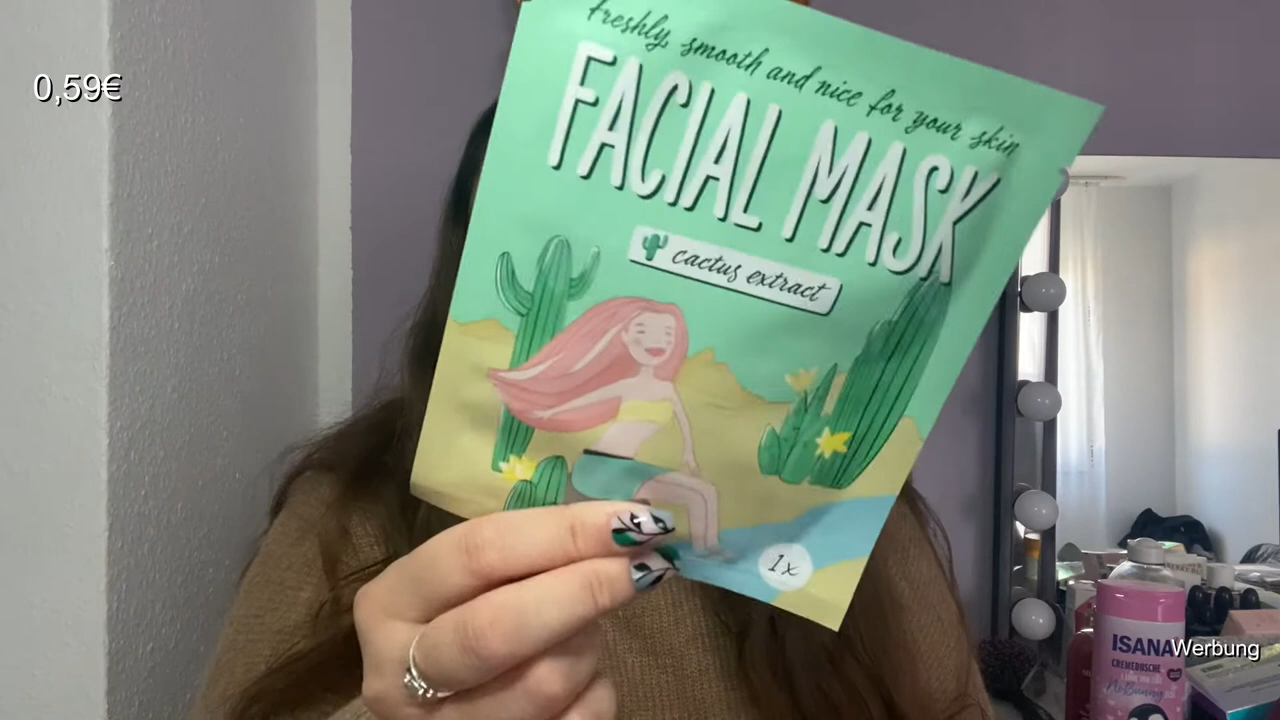 0,59€
Freshly, smooth and nice for your skin
FACIAL MASK
cactus extract
1x
ISANA
CREMEDUSCHE
Werbung